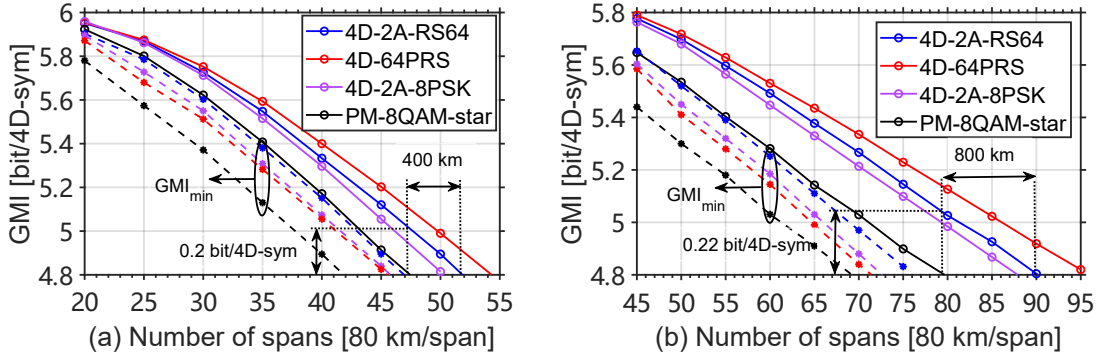 6
5.8
5.6
5.4
5.2
5
4.8
GMI [bit/4D-sym]
4D-2A-RS64
4D-64PRS
4D-2A-8PSK
PM-8QAM-star
400 km
GMImin
0.2 bit/4D-sym
20 25 30 35 40 45 50 55
(a) Number of spans [80 km/span]
5.8
5.6
5.4
5.2
5
4.8
GMI [bit/4D-sym]
4D-2A-RS64
4D-64PRS
4D-2A-8PSK
PM-8QAM-star
800 km
GMImin
0.22 bit/4D-sym
45 50 55 60 65 70 75 80 85 90 95
(b) Number of spans [80 km/span]